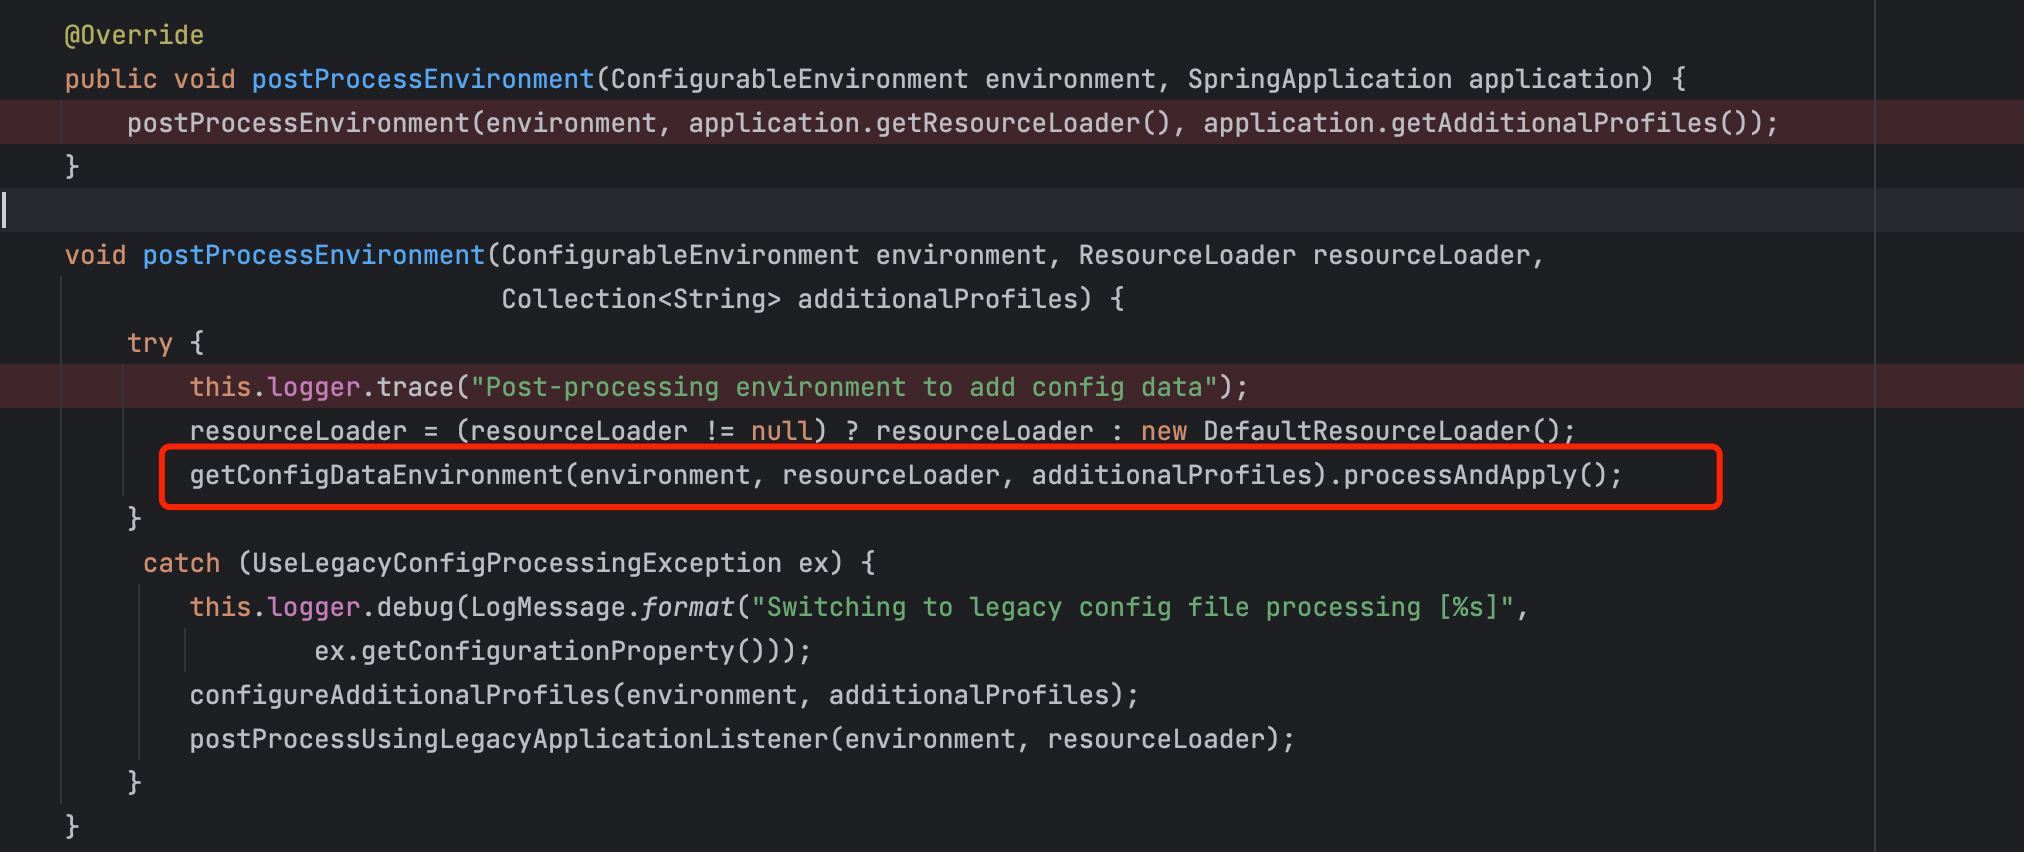 @Override
public void postProcessEnvironment(ConfigurableEnvironment environment, SpringApplication application) {
    postProcessEnvironment(environment, application.getResourceLoader(), application.getAdditionalProfiles());
}
void postProcessEnvironment(ConfigurableEnvironment environment, ResourceLoader resourceLoader,
                            Collection<String> additionalProfiles) {
    try {
        this.logger.trace("Post-processing environment to add config data");
        resourceLoader = (resourceLoader != null) ? resourceLoader : new DefaultResourceLoader();
        getConfigDataEnvironment(environment, resourceLoader, additionalProfiles).processAndApply();
    }
     catch (UseLegacyConfigProcessingException ex) {
        this.logger.debug(LogMessage.format("Switching to legacy config file processing [%s]",
                ex.getConfigurationProperty()));
        configureAdditionalProfiles(environment, additionalProfiles);
        postProcessUsingLegacyApplicationListener(environment, resourceLoader);
    }
}